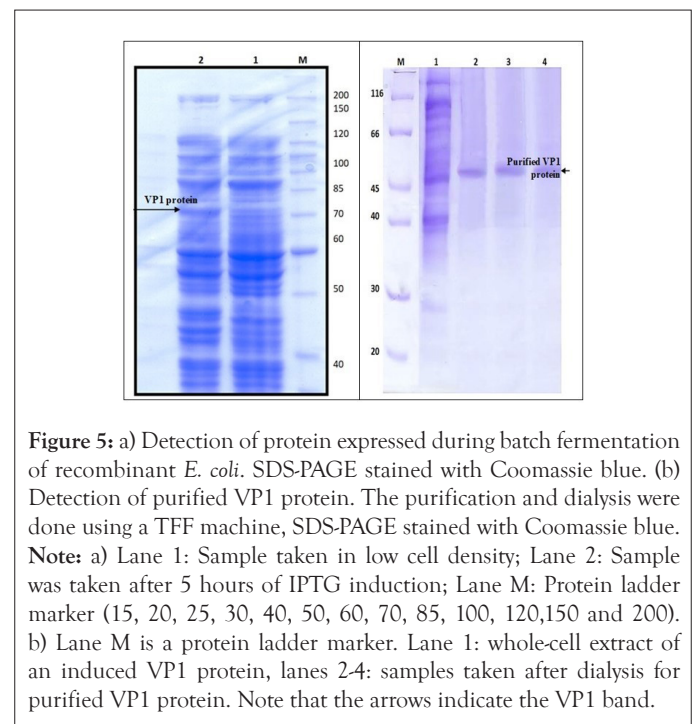 2 1 M
200
150
120
100
85
VP1 protein
70
60
50
40
M 1 2 3 4
116
66
Purified VP1
protein
45
40
30
20
Figure 5: a) Detection of protein expressed during batch fermentation
of recombinant E. coli. SDS-PAGE stained with Coomassie blue. (b)
Detection of purified VP1 protein. The purification and dialysis were
done using a TFF machine, SDS-PAGE stained with Coomassie blue.
Note: a) Lane 1: Sample taken in low cell density; Lane 2: Sample
was taken after 5 hours of IPTG induction; Lane M: Protein ladder
marker (15, 20, 25, 30, 40, 50, 60, 70, 85, 100, 120,150 and 200).
b) Lane M is a protein ladder marker. Lane 1: whole-cell extract of
an induced VP1 protein, lanes 2-4: samples taken after dialysis for
purified VP1 protein. Note that the arrows indicate the VP1 band.